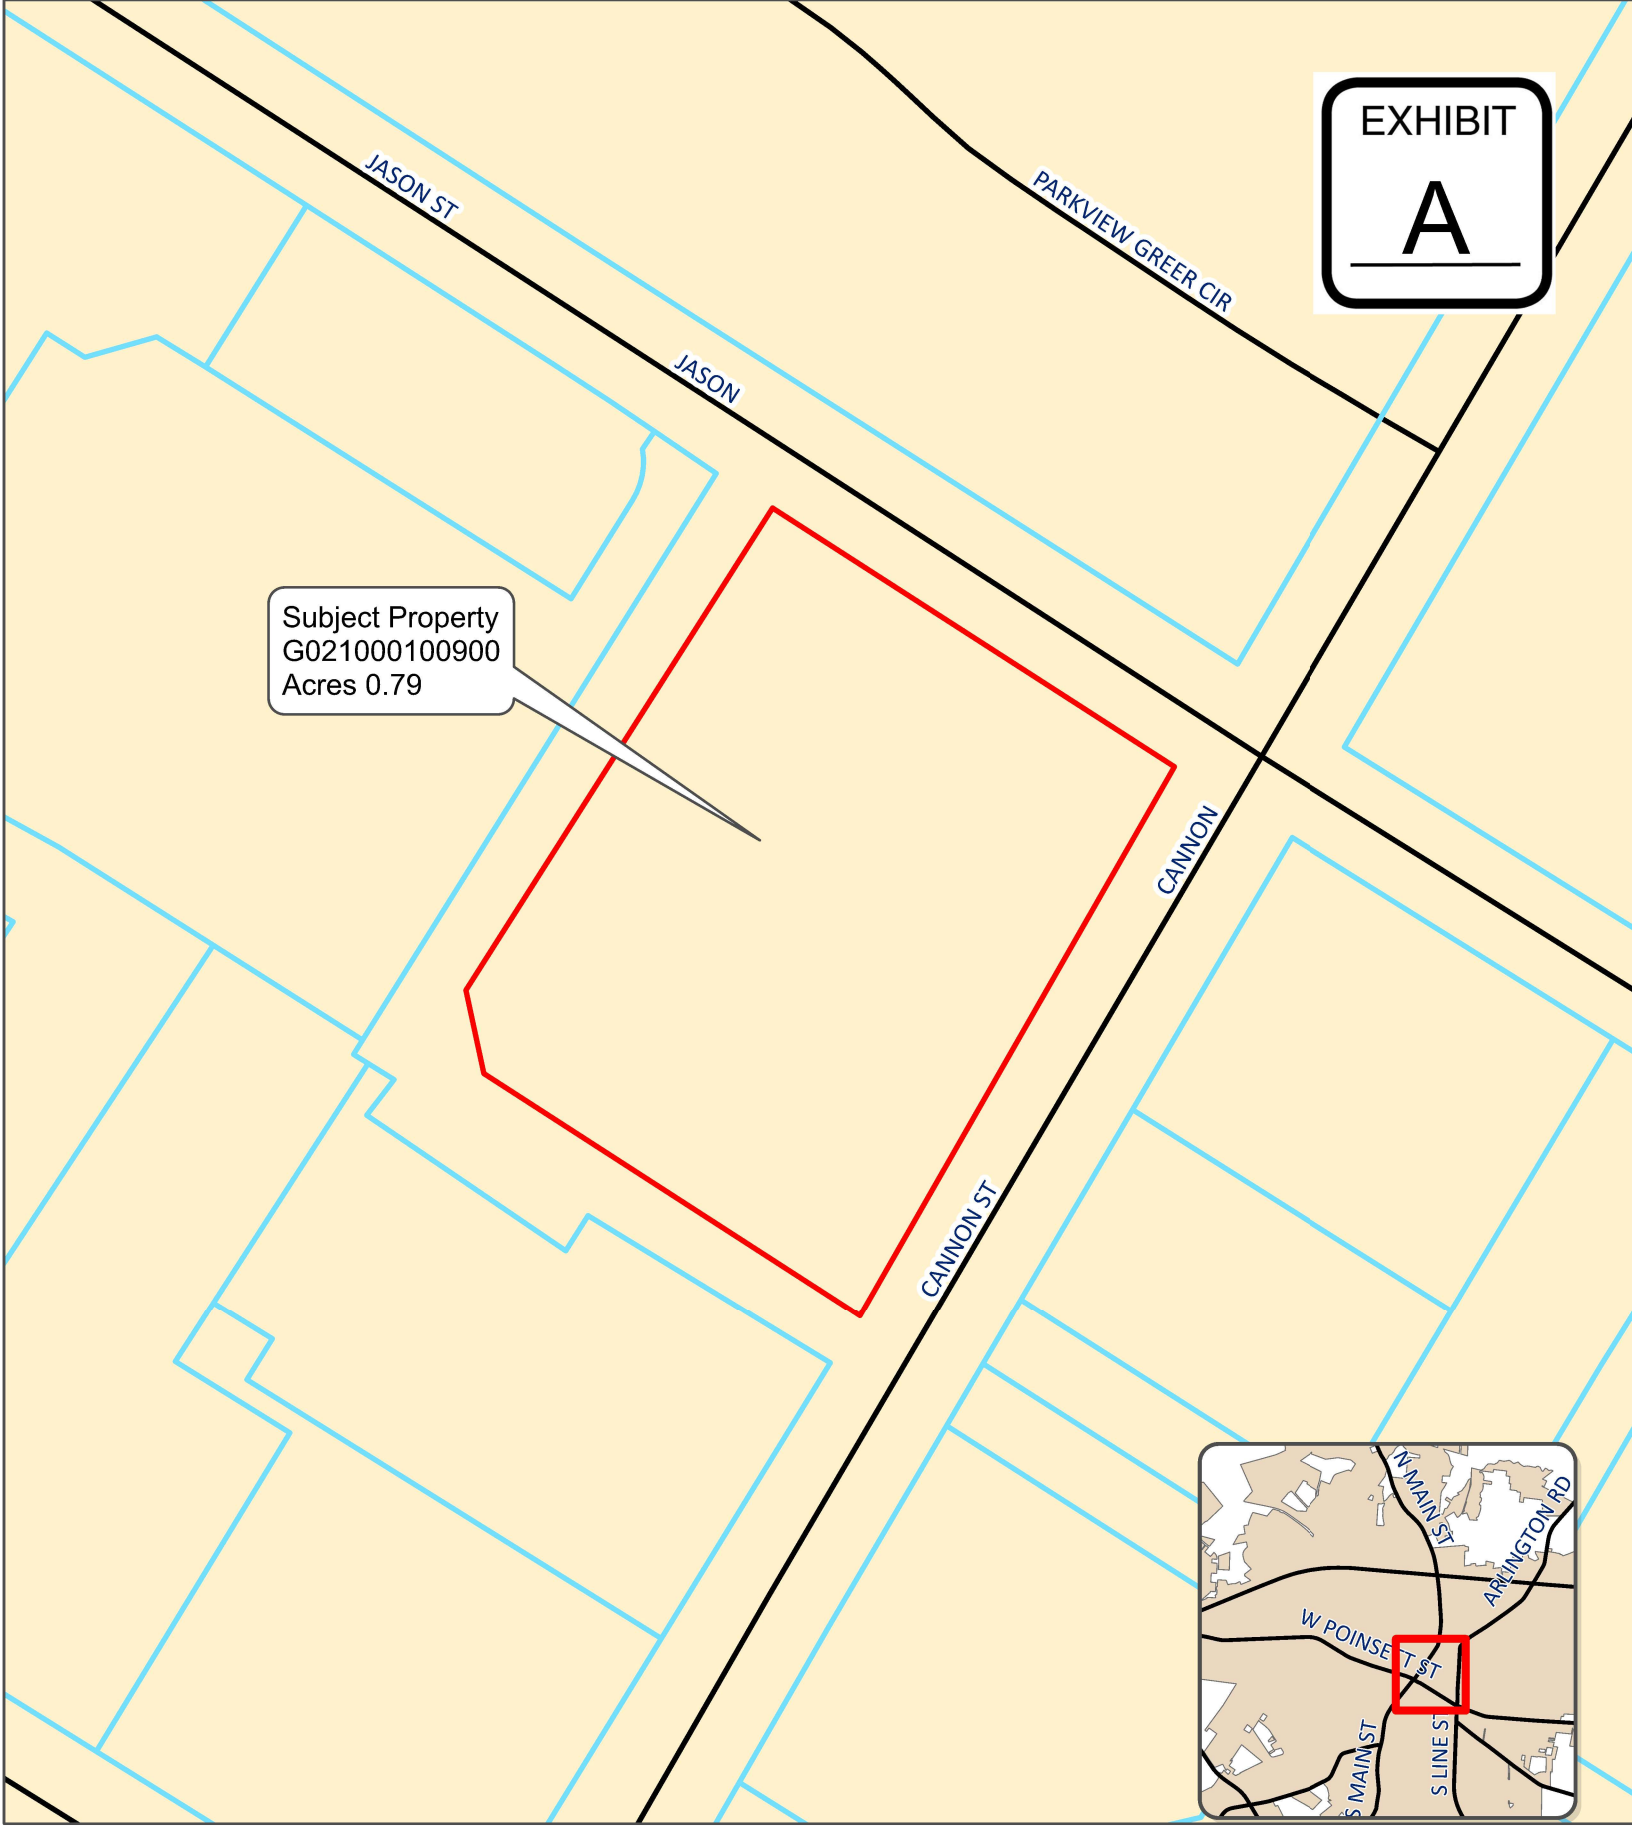 EXHIBIT
A
JASON ST
PARKVIEW GREER CIR
JASON
Subject Property
G021000100900
Acres 0.79
CANNON
CANNON ST
N MAIN ST
ARLINGTON RD
W POINSETT ST
S MAIN ST
S LINE ST